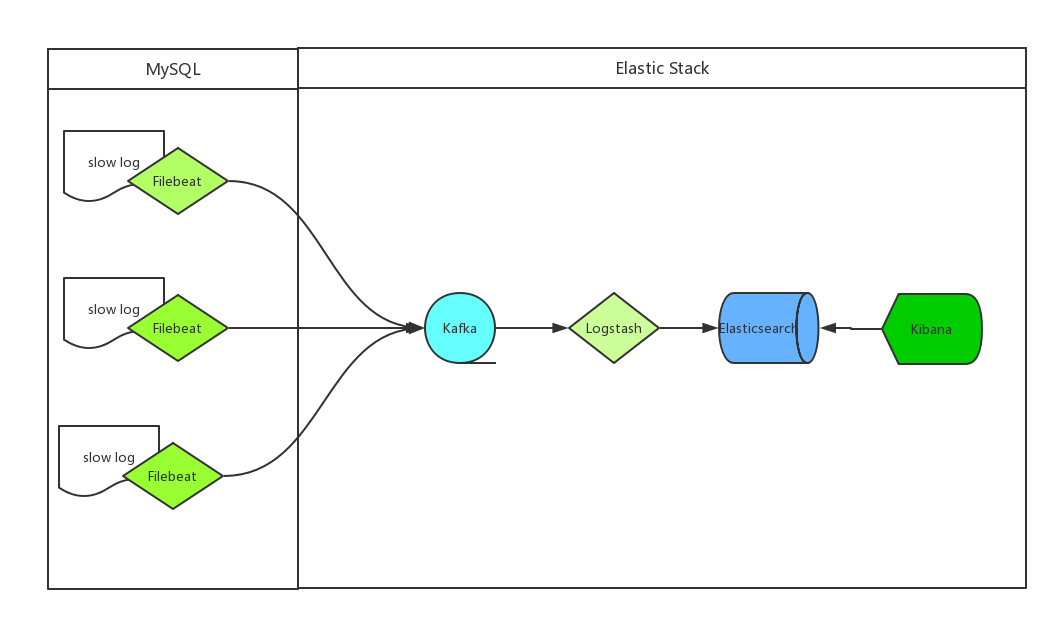 MySQL
Elastic Stack
slow log
Filebeat
slow log
Filebeat
Kafka
Logstash
Elasticsearch
Kibana
slow log
Filebeat